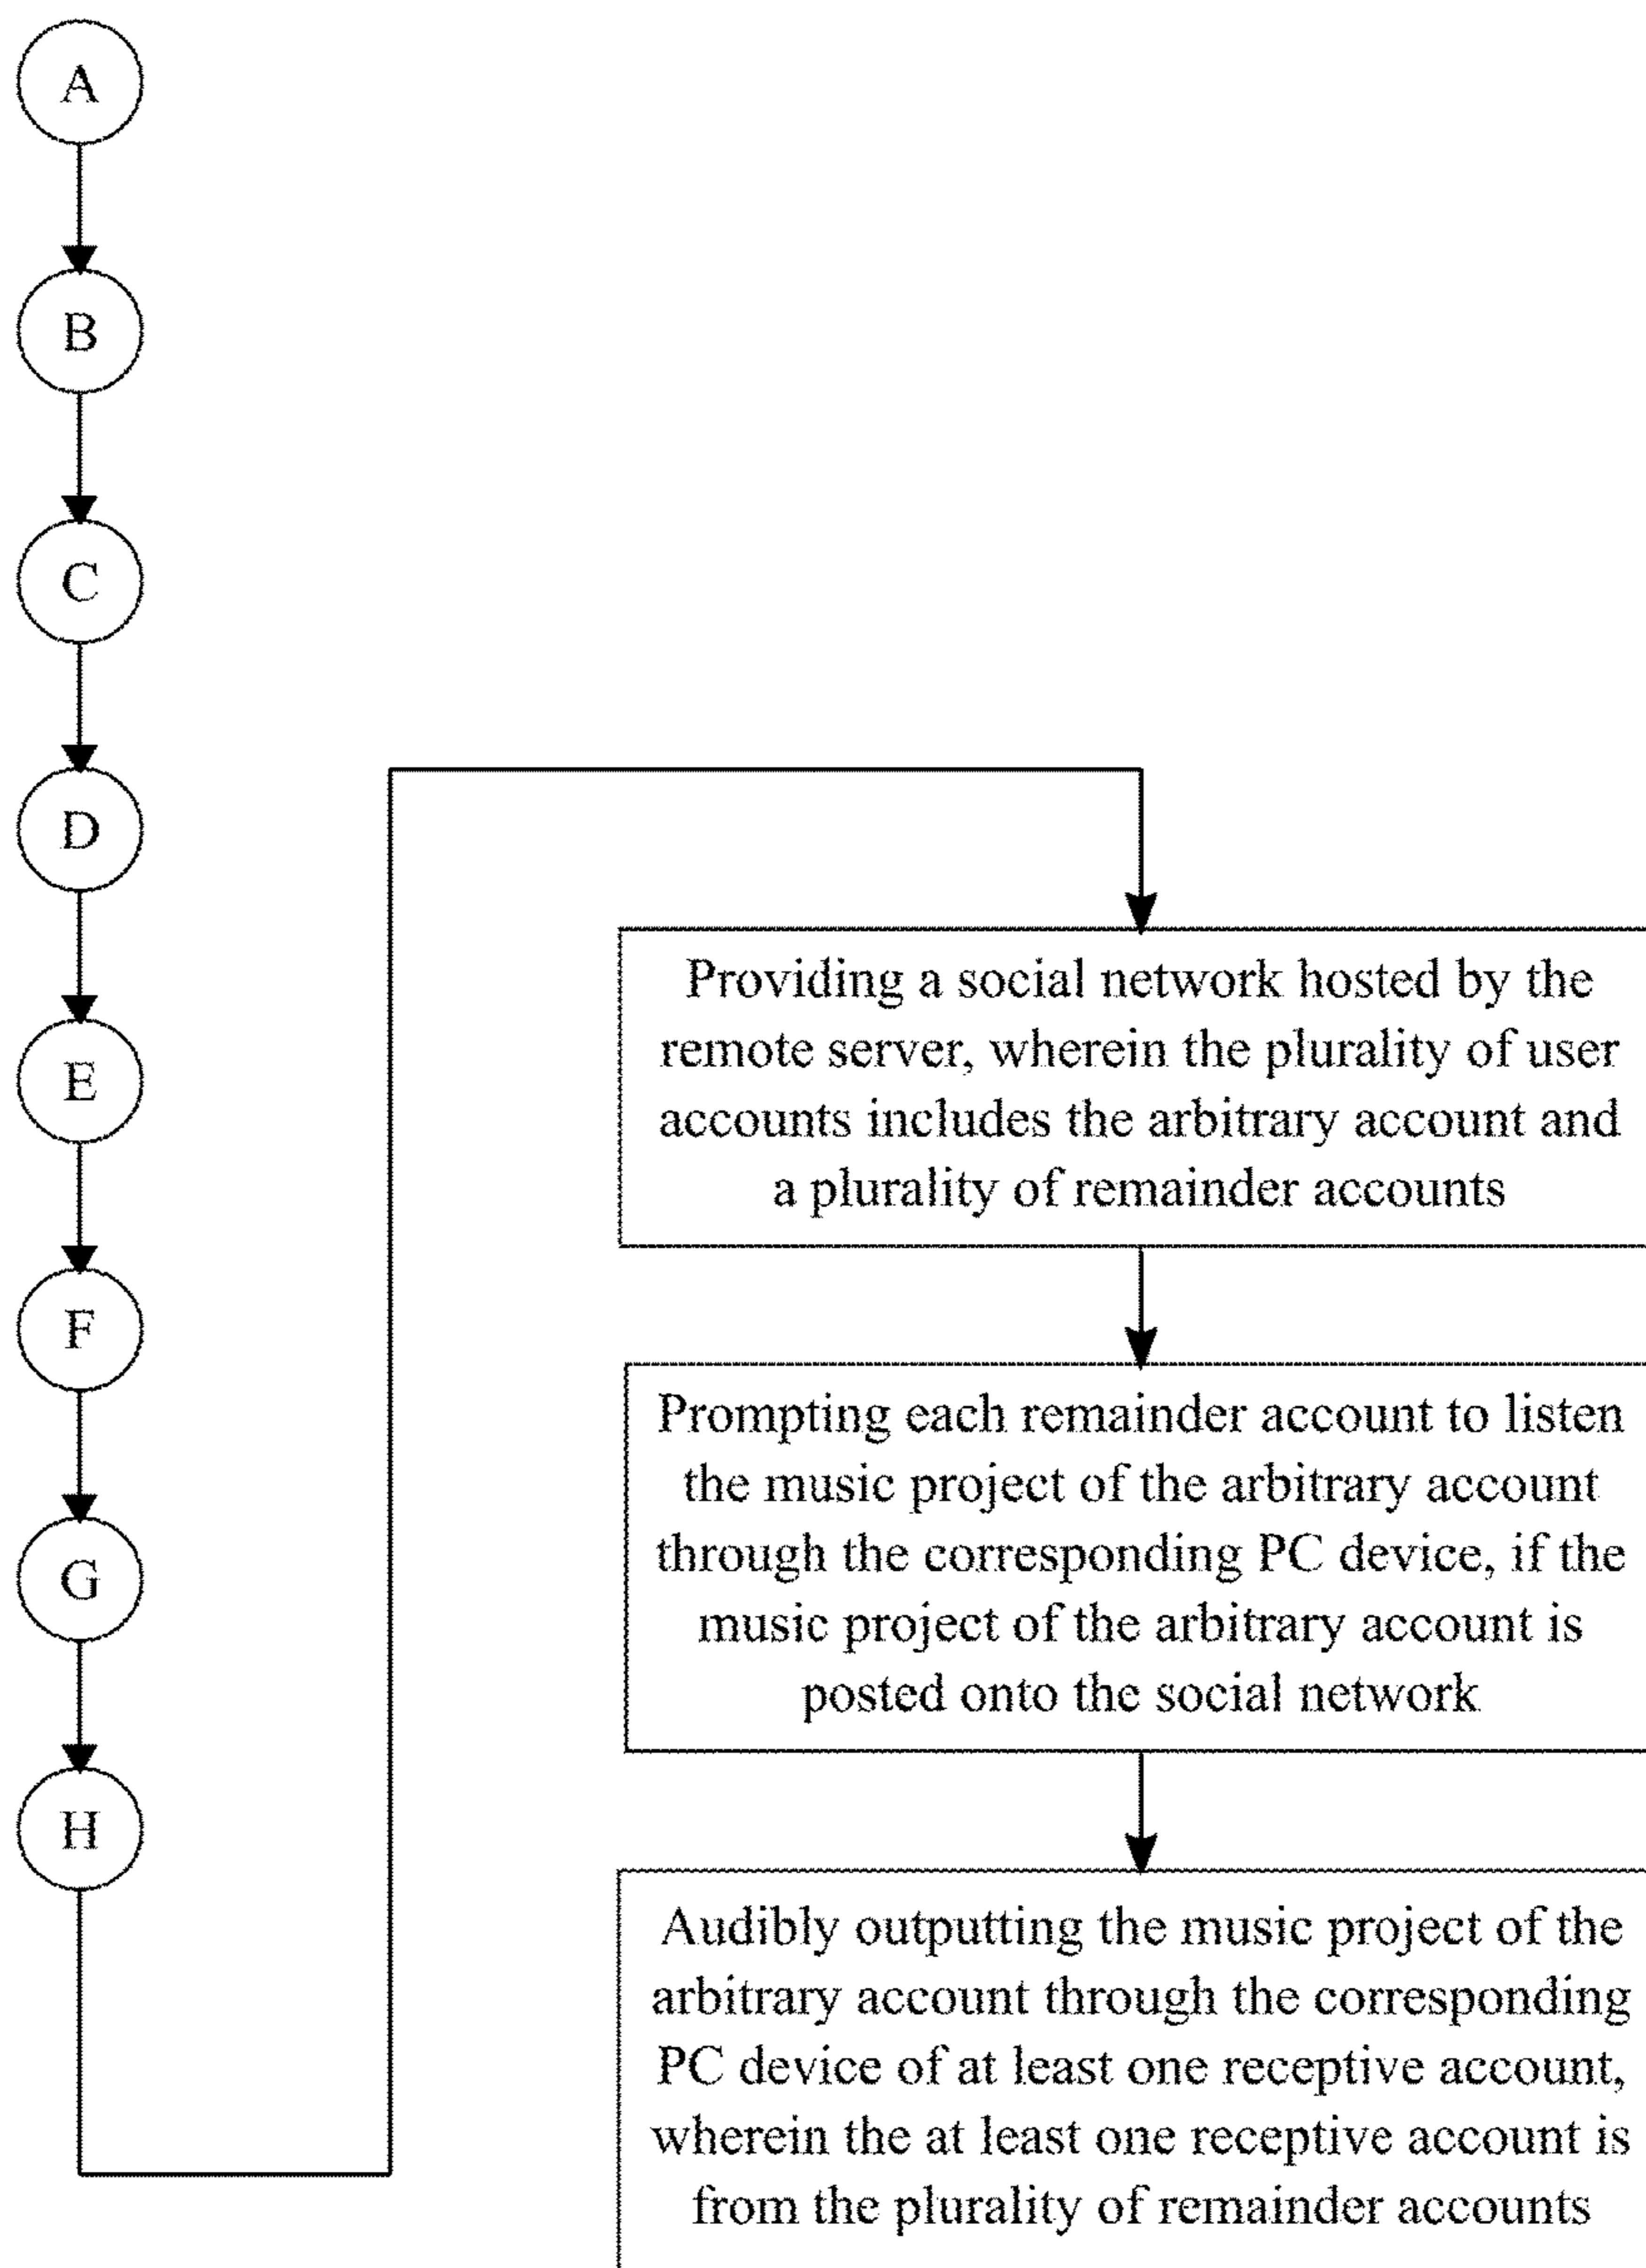 A
B
C
D
E
F
G
H
Providing a social network hosted by the
remote server, wherein the plurality of user
accounts includes the arbitrary account and
a plurality of remainder accounts
Prompting each remainder account to listen
the music project of the arbitrary account
through the corresponding PC device, if the
music project of the arbitrary account is
posted onto the social network
Audibly outputting the music project of the
arbitrary account through the corresponding
PC device of at least one receptive account,
wherein the at least one receptive account is
from the plurality of remainder accounts